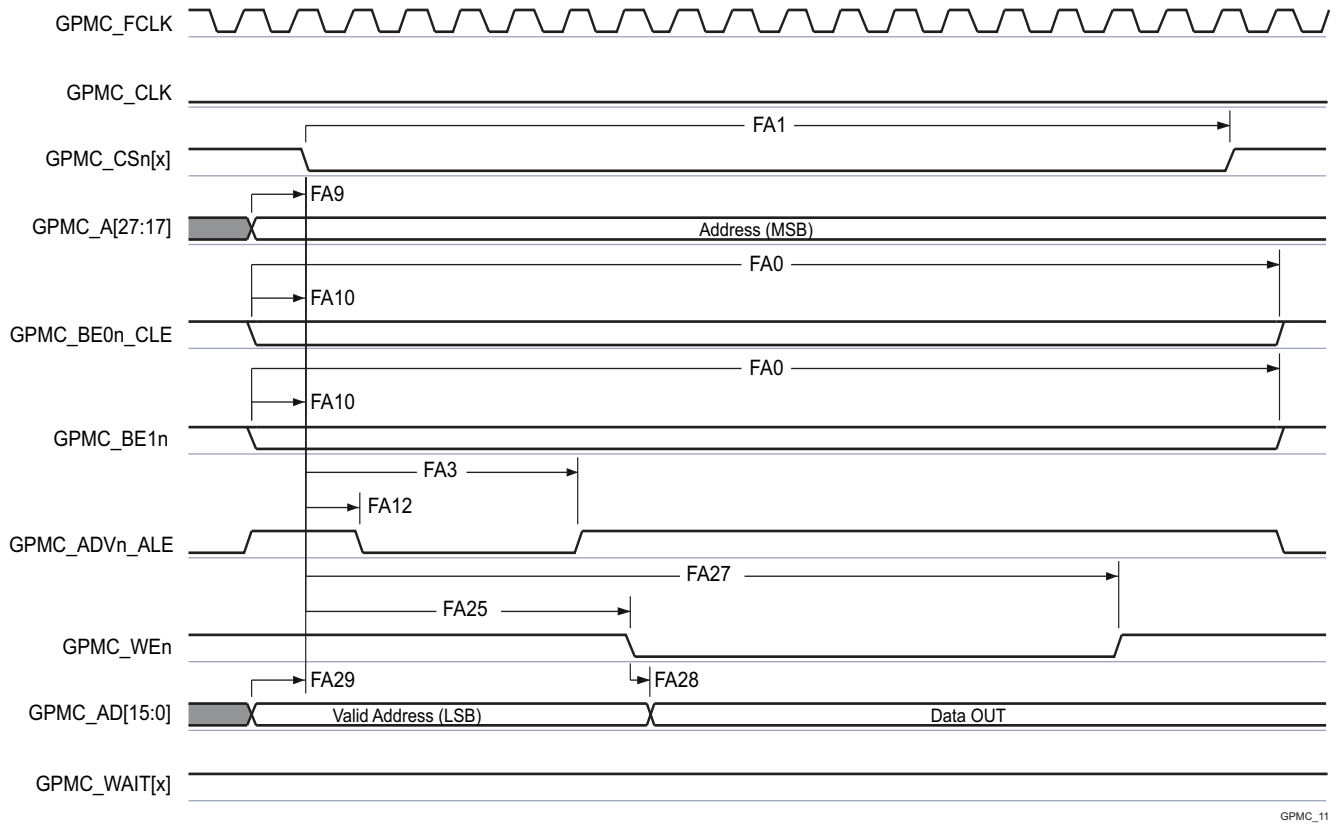 GPMC_FCLK
GPMC_CLK
FA1
GPMC_CSn[x]
FA9
GPMC_A[27:17]
Address (MSB)
FA0
FA10
GPMC_BE0n_CLE
FA0
FA10
GPMC_BE1n
FA3
FA12
GPMC_ADVn_ALE
FA27
FA25
GPMC_WEn
FA29
FA28
GPMC_AD[15:0]
Valid Address (LSB)
Data OUT
GPMC_WAIT[x]
GPMC_11